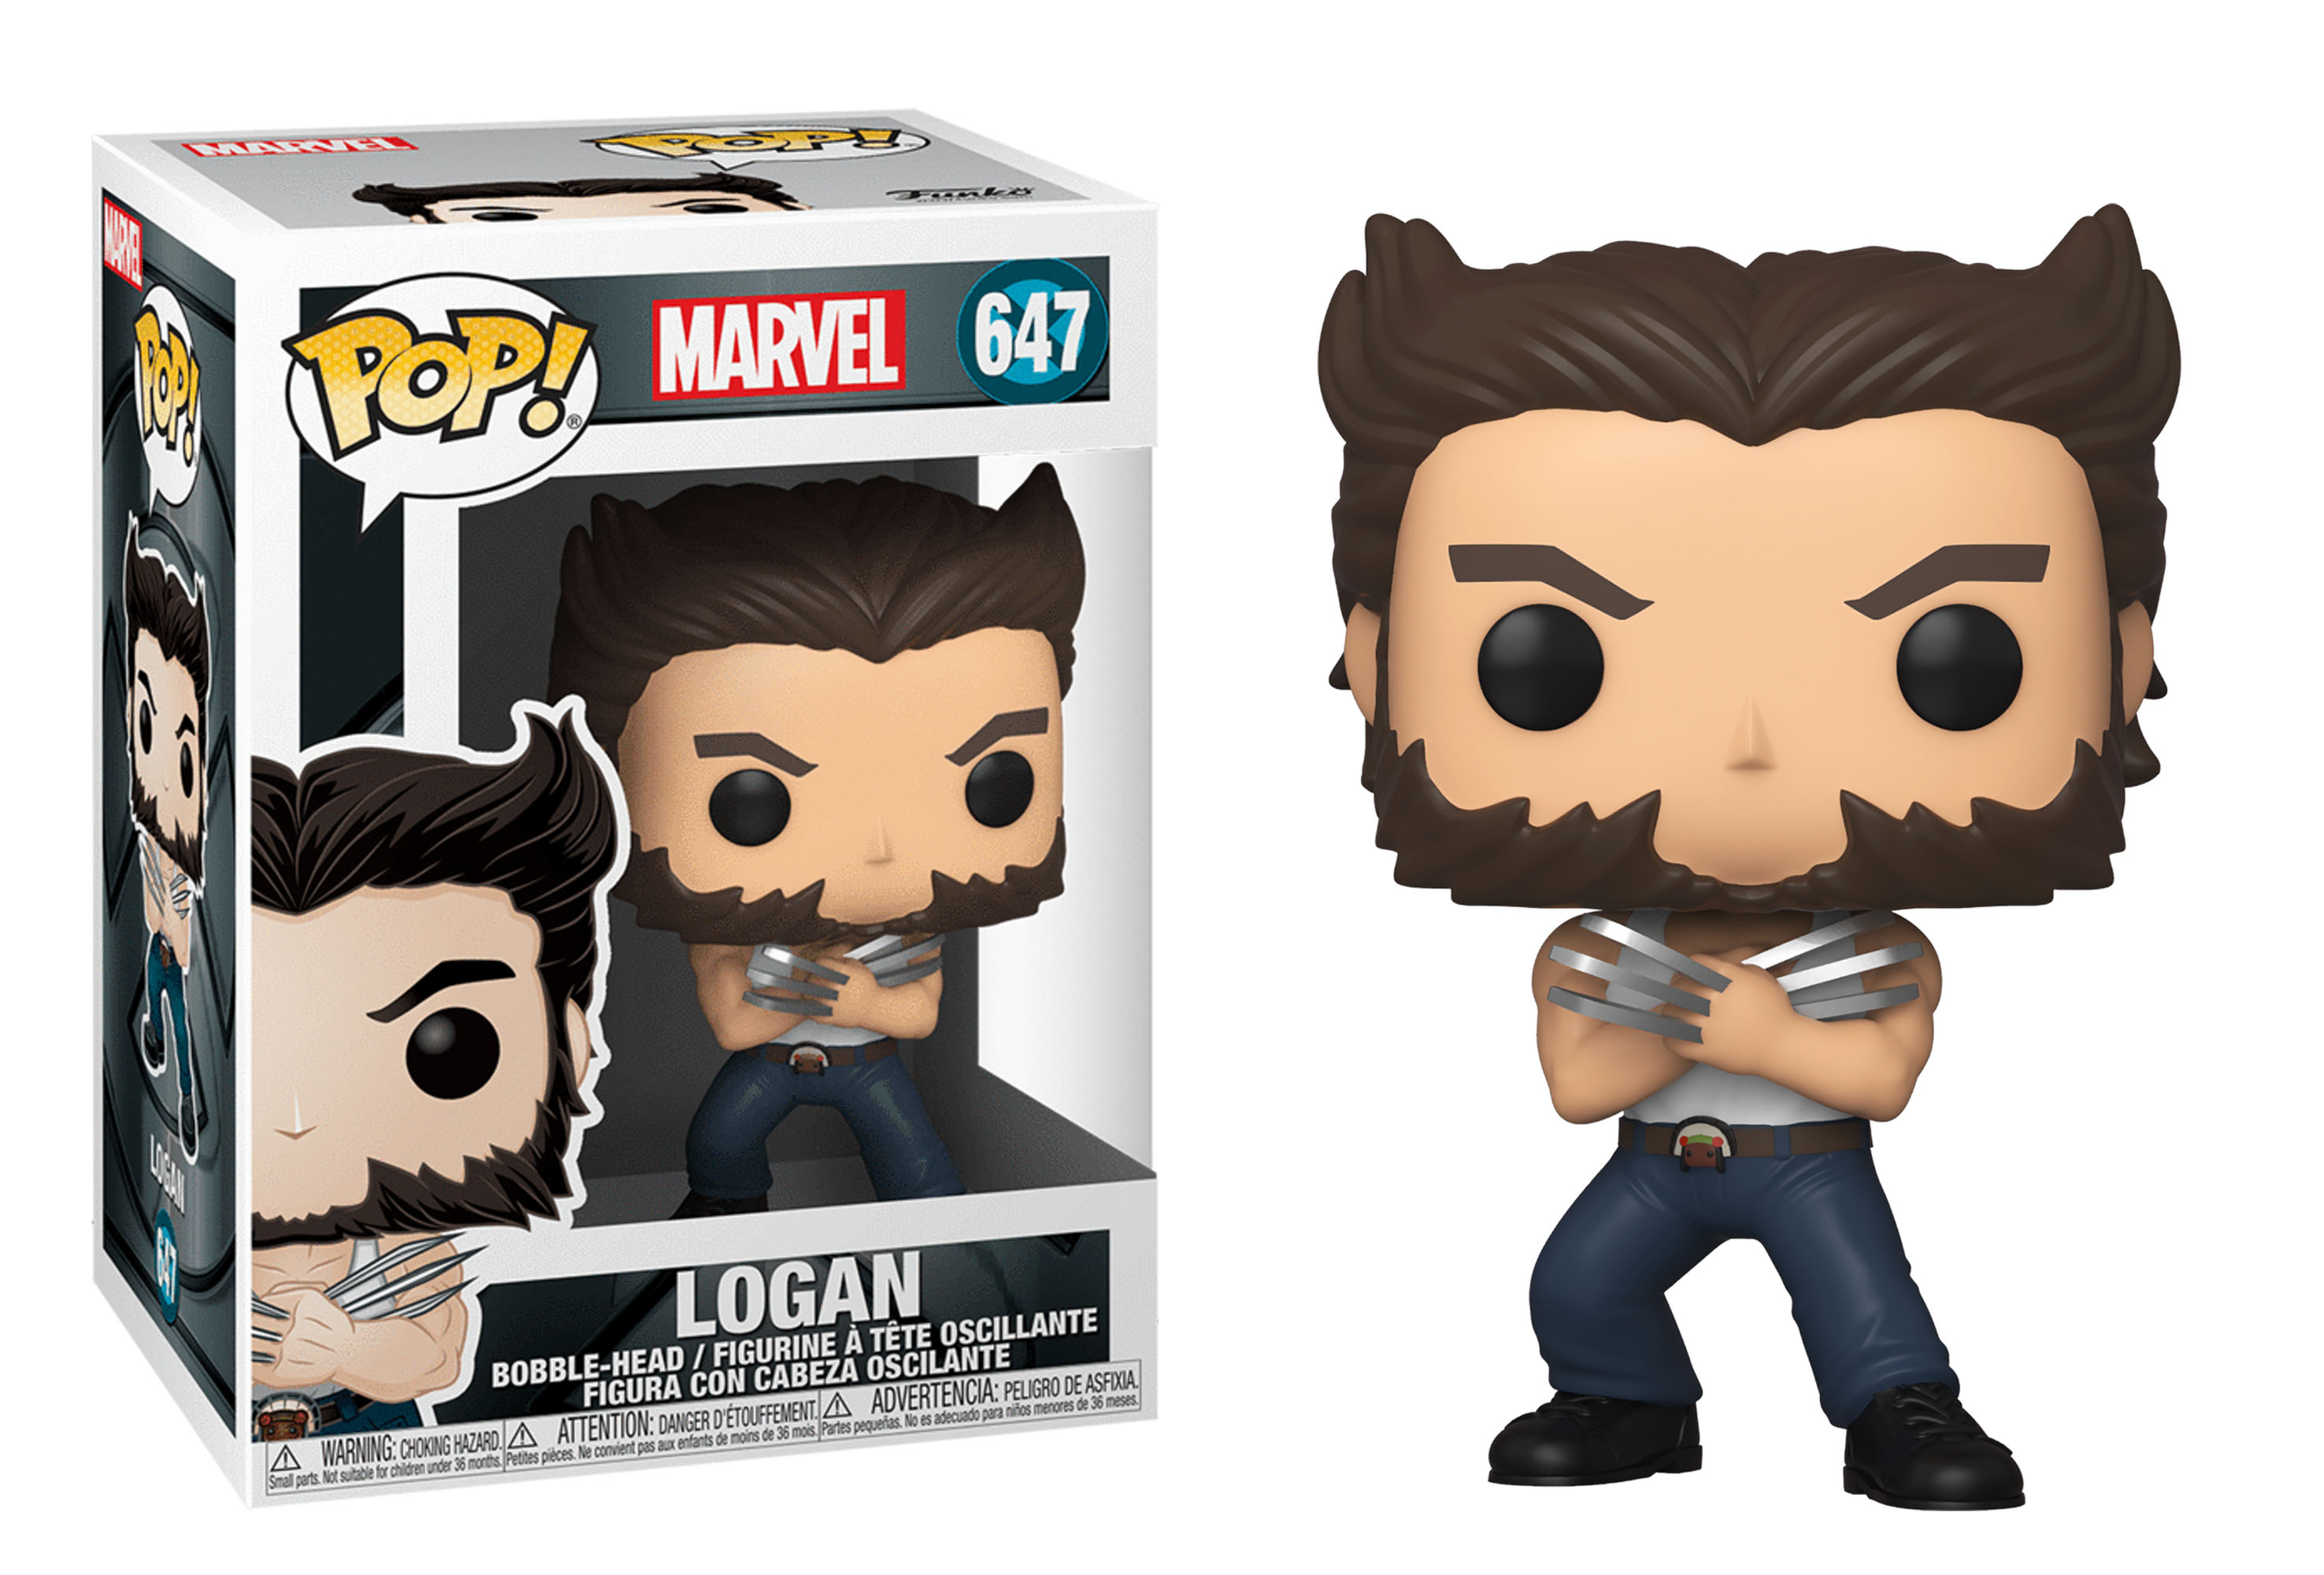 MARVEL
POP!
Funko
MARVEL
POP!
LOGAN
647
POP!®
MARVEL
647
LOGAN
BOBBLE-HEAD / FIGURINE À TÊTE OSCILLANTE
FIGURA CON CABEZA OSCILANTE
WARNING: CHOKING HAZARD.
Small parts. Not suitable for children under 36 months.
ATTENTION: DANGER D'ÉTOUFFEMENT.
Petites pièces. Ne convient pas aux enfants de moins de 36 mois.
ADVERTENCIA: PELIGRO DE ASFIXIA.
Partes pequeñas. No es adecuado para niños menores de 36 meses.